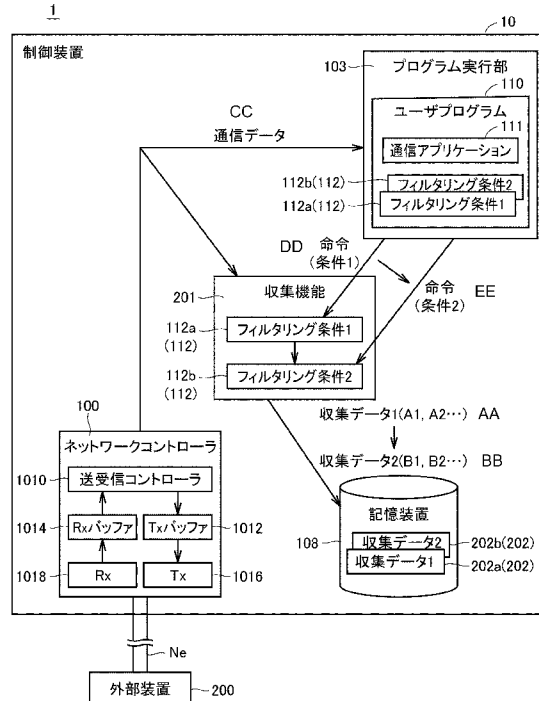 1
10
制御装置
103
プログラム実行部
110
ユーザプログラム
111
通信アプリケーション
112b(112)
フィルタリング条件2
112a(112)
フィルタリング条件1
CC
通信データ
DD 命令
(条件1)
命令 EE
(条件2)
201
収集機能
112a
(112)
フィルタリング条件1
112b
(112)
フィルタリング条件2
収集データ1(A1, A2…) AA
収集データ2(B1, B2…) BB
100
ネットワークコントローラ
1010
送受信コントローラ
1014
Rxバッファ
Txバッファ
1012
1018
Rx
Tx
1016
記憶装置
108
収集データ2
202b(202)
収集データ1
202a(202)
Ne
外部装置
200